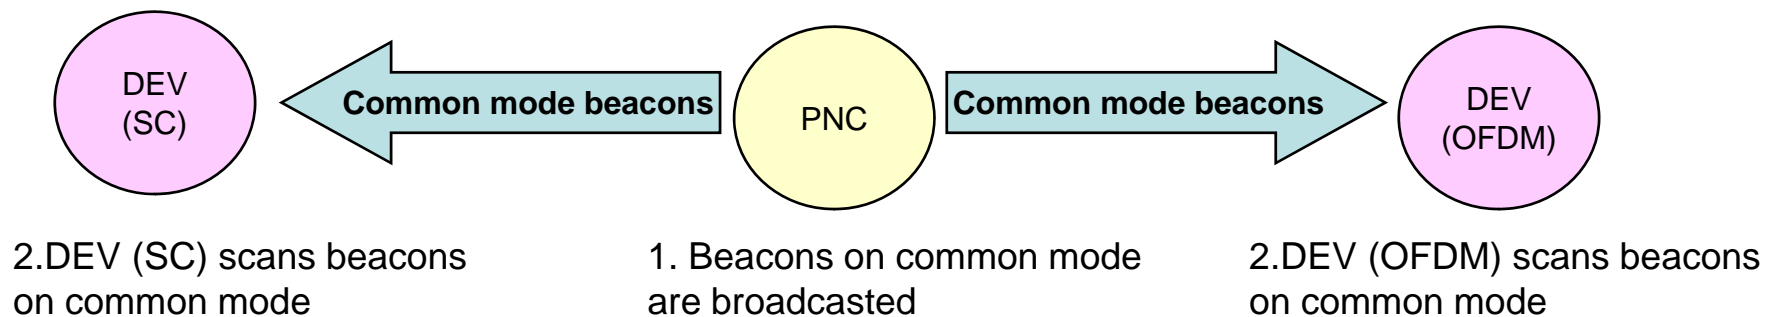 DEV
(SC)
Common mode beacons
PNC
Common mode beacons
DEV
(OFDM)
2.DEV (SC) scans beacons
on common mode
1. Beacons on common mode
are broadcasted
2.DEV (OFDM) scans beacons
on common mode